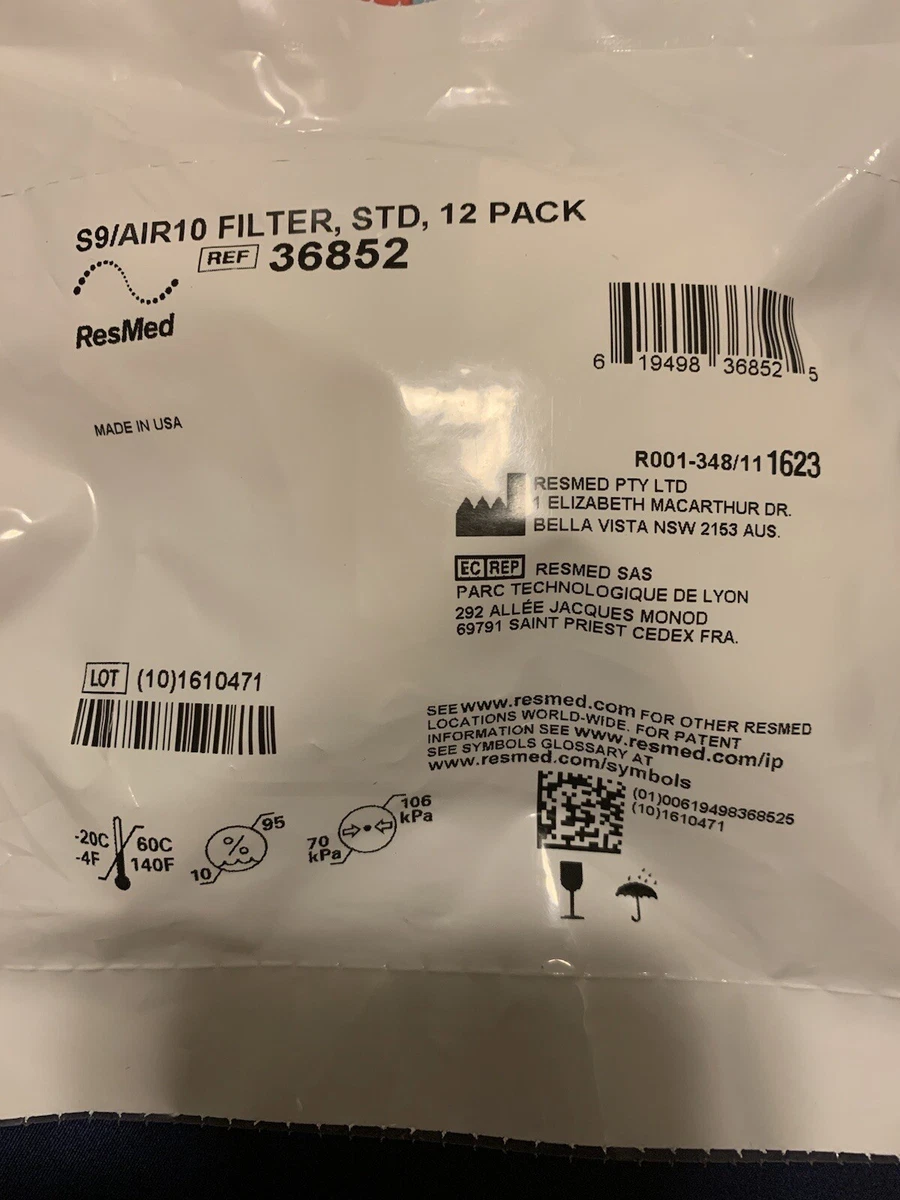 S9/AIR10 FILTER, STD, 12 PACK
REF 36852
ResMed
6 19498 36852 5
MADE IN USA
R001-348/11 1623
RESMED PTY LTD
1 ELIZABETH MACARTHUR DR.
BELLA VISTA NSW 2153 AUS.
EC REP RESMED SAS
PARC TECHNOLOGIQUE DE LYON
292 ALLÉE JACQUES MONOD
69791 SAINT PRIEST CEDEX FRA.
LOT (10)1610471
SEE www.resmed.com FOR OTHER RESMED
LOCATIONS WORLD-WIDE. FOR PATENT
INFORMATION SEE www.resmed.com/ip
SEE SYMBOLS GLOSSARY AT
www.resmed.com/symbols
(01)00619498368525
(10)1610471
-20C
-4F
60C
140F
95
%
10
106
kPa
70
kPa